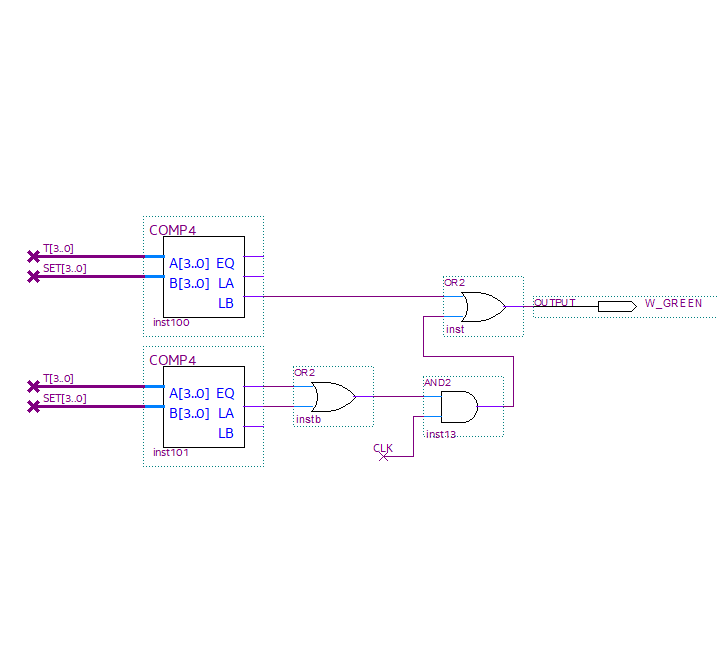 COMP4
T[3..0]
SET[3..0]
A[3..0] EQ
B[3..0] LA
LB
inst100
OR2
inst
OUTPUT
W_GREEN
COMP4
T[3..0]
SET[3..0]
A[3..0] EQ
B[3..0] LA
LB
inst101
OR2
instb
AND2
inst13
CLK